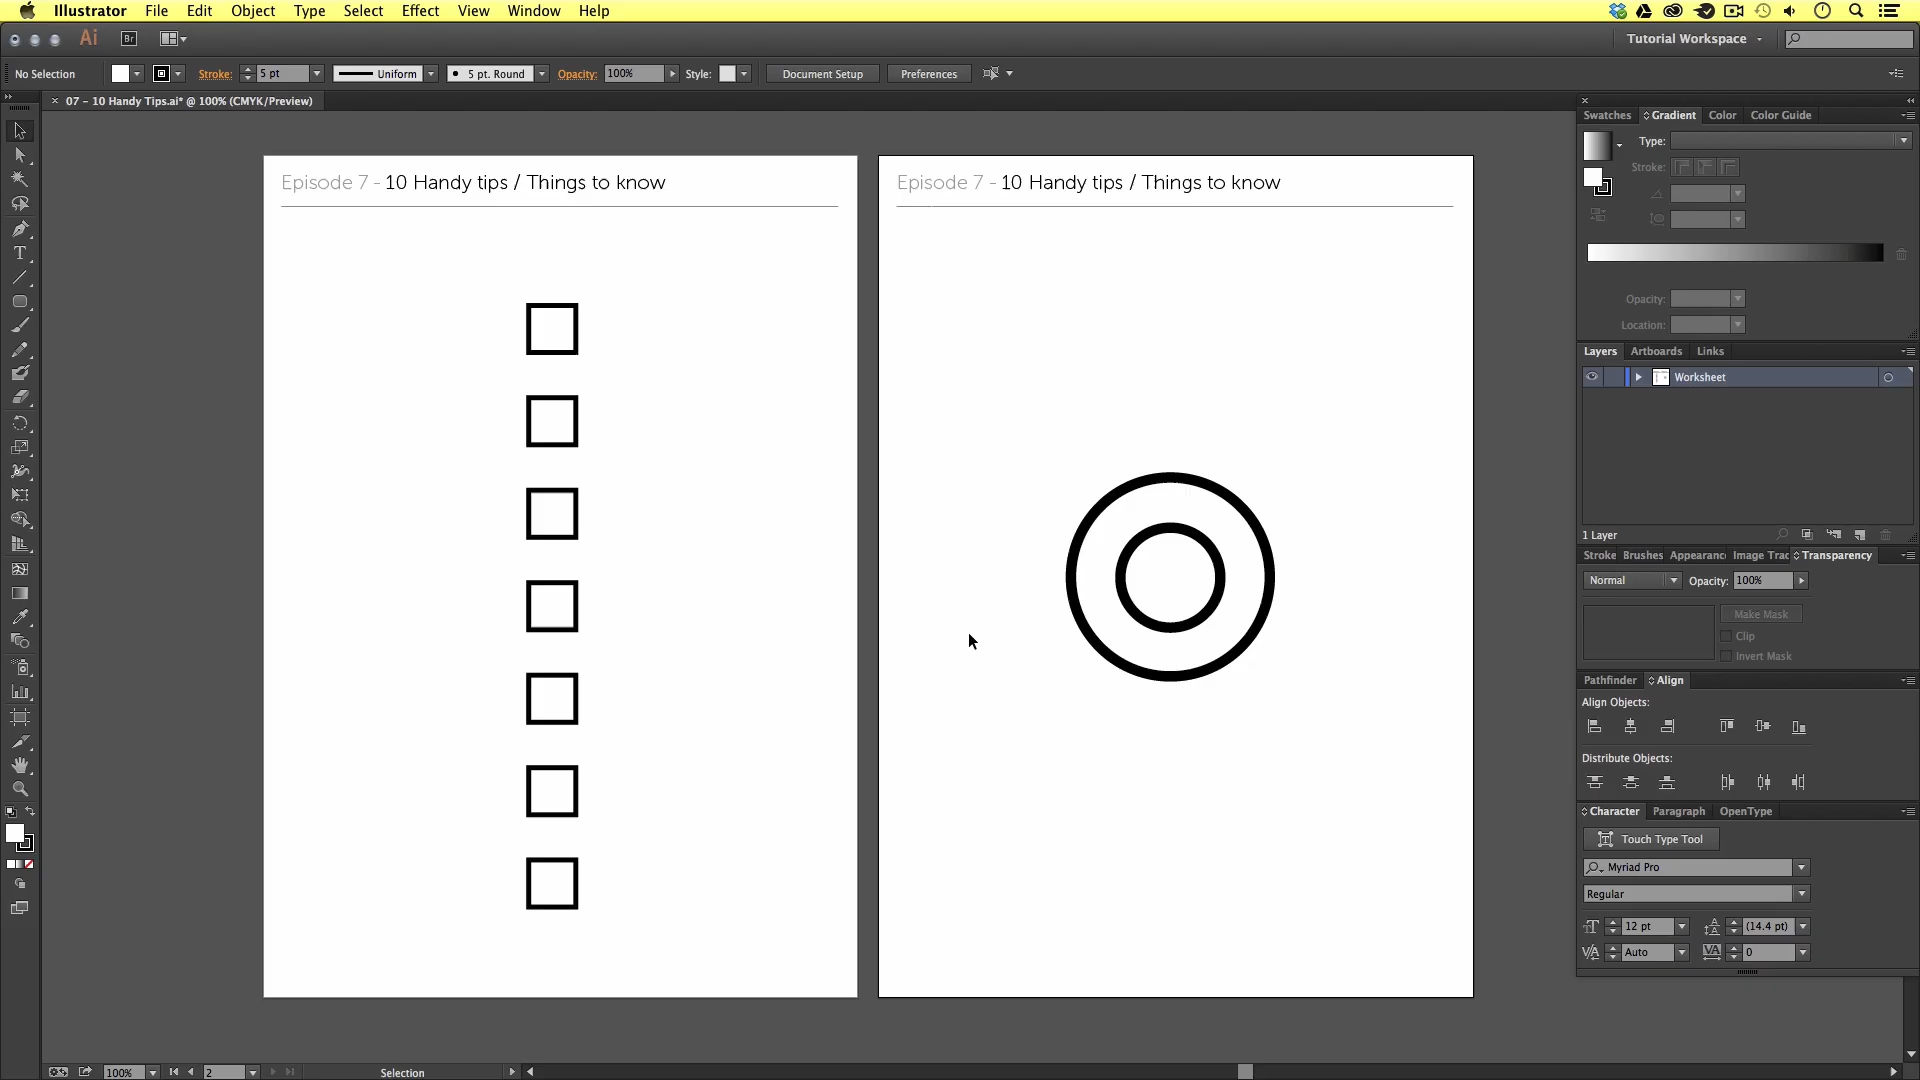 Illustrator File Edit Object Type Select Effect View Window Help
Ai Br Tutorial Workspace
No Selection Stroke: 5 pt Uniform 5 pt. Round Opacity: 100% Style: Document Setup Preferences
× 07 - 10 Handy Tips.ai* @ 100% (CMYK/Preview)
Episode 7 - 10 Handy tips / Things to know
Episode 7 - 10 Handy tips / Things to know
Swatches Gradient Color Color Guide
Type:
Stroke:
Opacity:
Location:
Layers Artboards Links
Worksheet
1 Layer
Stroke Brushes Appearanc Image Trac Transparency
Normal Opacity: 100%
Make Mask
Clip
Invert Mask
Pathfinder Align
Align Objects:
Distribute Objects:
Character Paragraph OpenType
Touch Type Tool
Myriad Pro
Regular
12 pt (14.4 pt)
Auto 0
100% 2 Selection